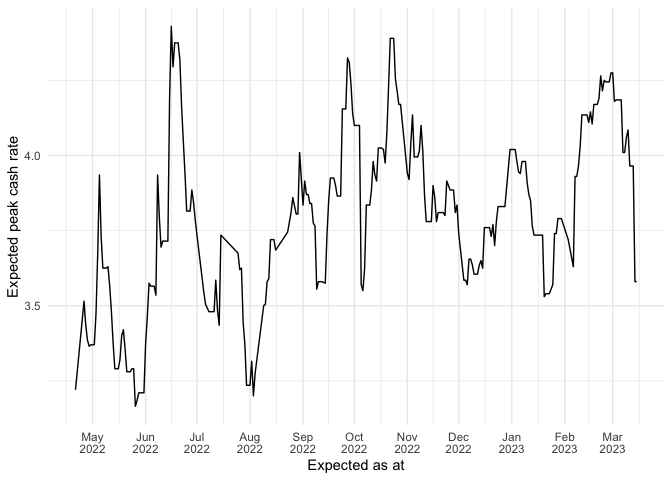 Expected peak cash rate
4.0
3.5
May Jun Jul Aug Sep Oct Nov Dec Jan Feb Mar
2022 2022 2022 2022 2022 2022 2022 2022 2023 2023 2023
Expected as at